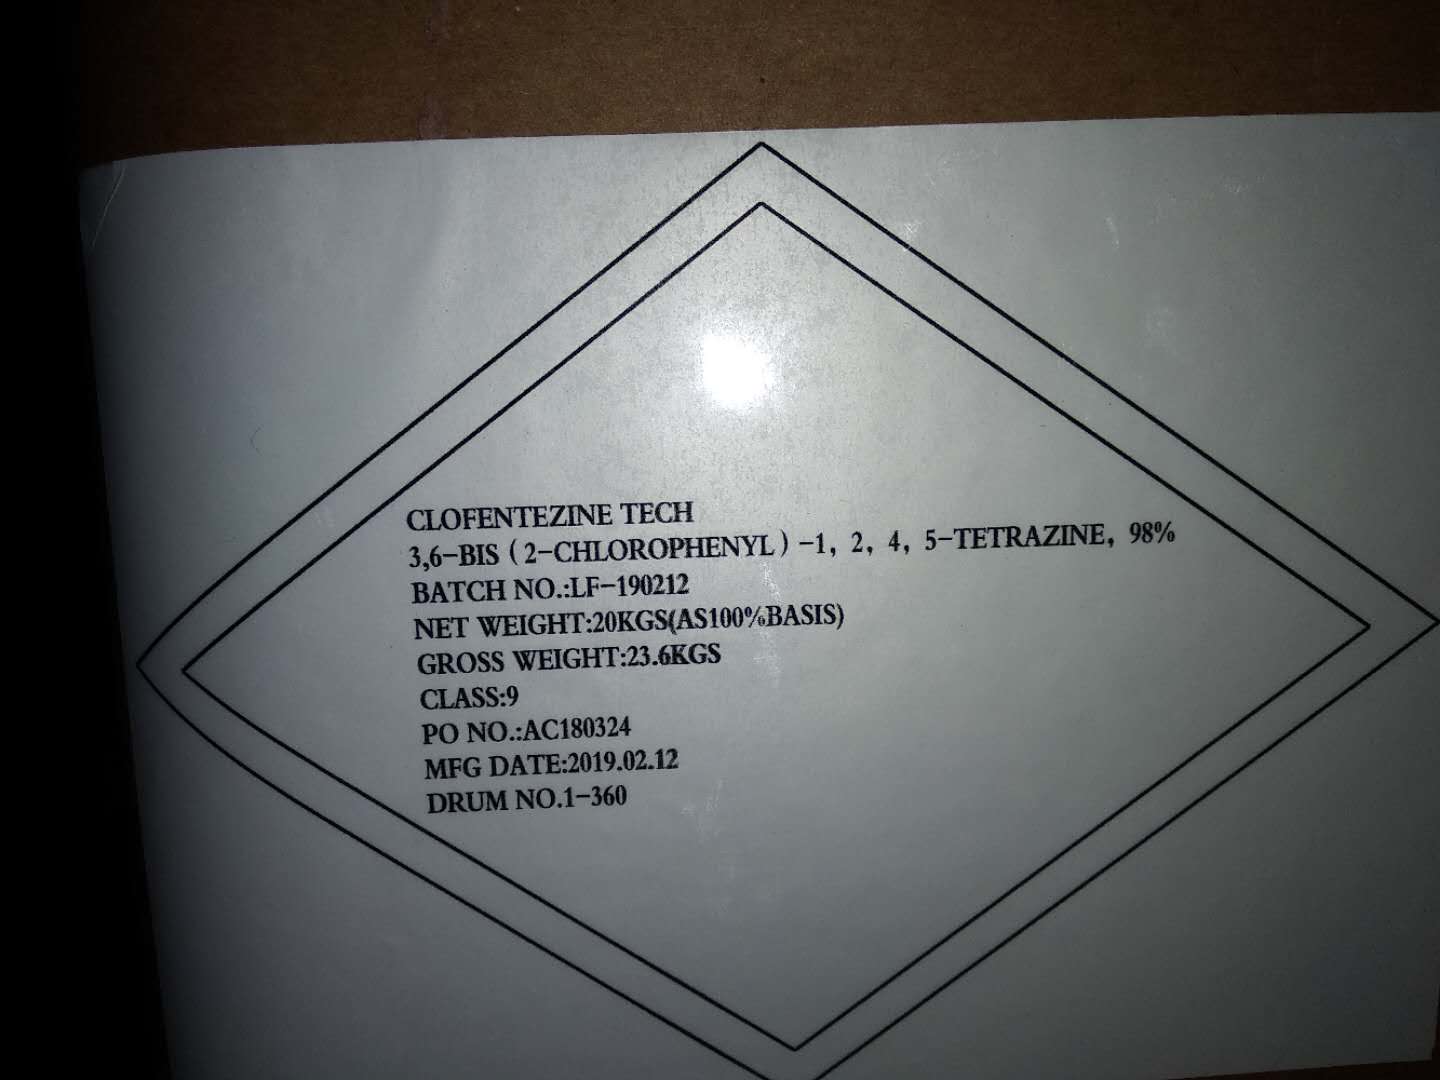 CLOFENTEZINE TECH
3,6-BIS (2-CHLOROPHENYL) -1, 2, 4, 5-TETRAZINE, 98%
BATCH NO.:LF-190212
NET WEIGHT:20KGS(AS100%BASIS)
GROSS WEIGHT:23.6KGS
CLASS:9
PO NO.:AC180324
MFG DATE:2019.02.12
DRUM NO.1-360